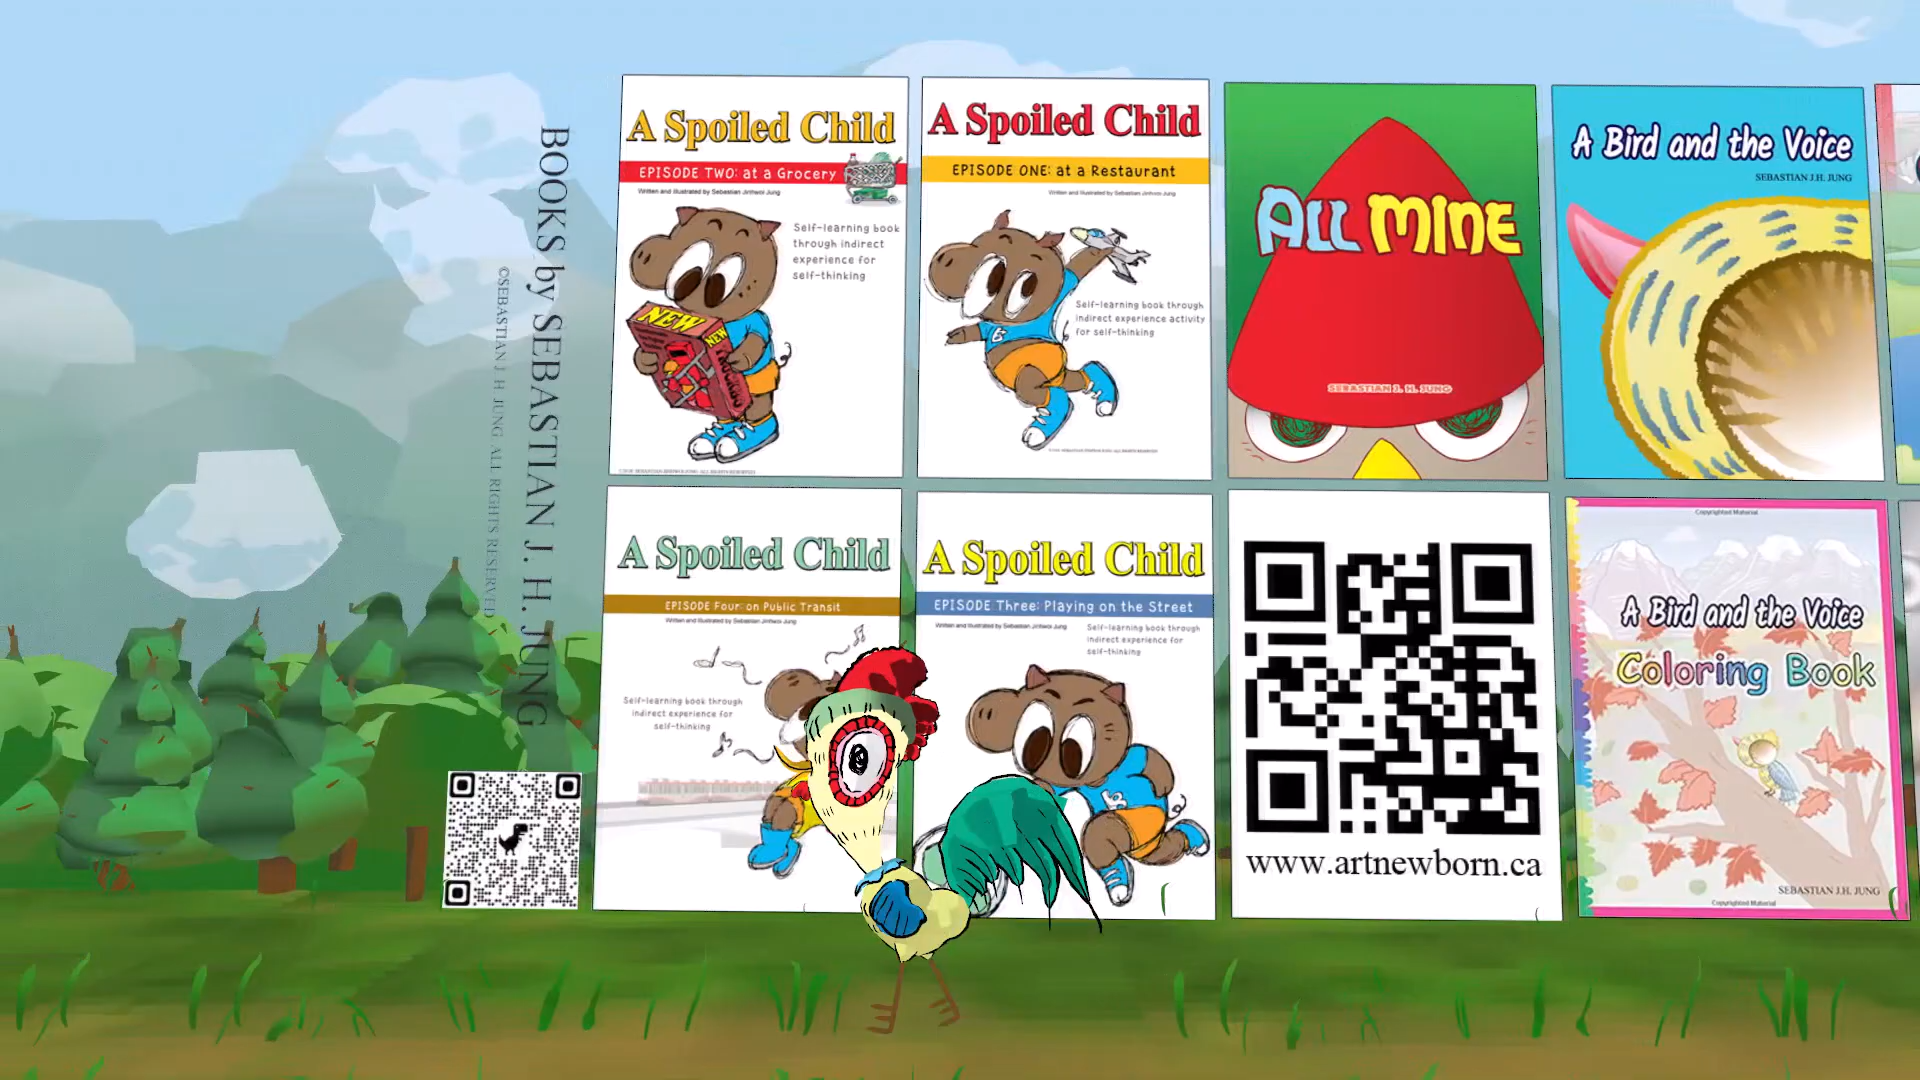 BOOKS by SEBASTIAN J. H. JUNG
©SEBASTIAN J. H. JUNG. ALL RIGHTS RESERVED
A Spoiled Child
EPISODE TWO: at a Grocery
Written and Illustrated by Sebastian Jinhwoi Jung
Self-learning book
through indirect
experience for
self-thinking
NEW
NEW
A Spoiled Child
EPISODE ONE: at a Restaurant
Written and Illustrated by Sebastian Jinhwoi Jung
Self-learning book through
indirect experience activity
for self-thinking
ALL MINE
SEBASTIAN J. H. JUNG
A Bird and the Voice
SEBASTIAN J.H. JUNG
A Spoiled Child
EPISODE Four: on Public Transit
Written and Illustrated by Sebastian Jinhwoi Jung
Self-learning book through
indirect experience for
self-thinking
A Spoiled Child
EPISODE Three: Playing on the Street
Written and Illustrated by Sebastian Jinhwoi Jung
Self-learning book through
indirect experience for
self-thinking
www.artnewborn.ca
Copyrighted Material
A Bird and the Voice
Coloring Book
SEBASTIAN J.H. JUNG
Copyrighted Material